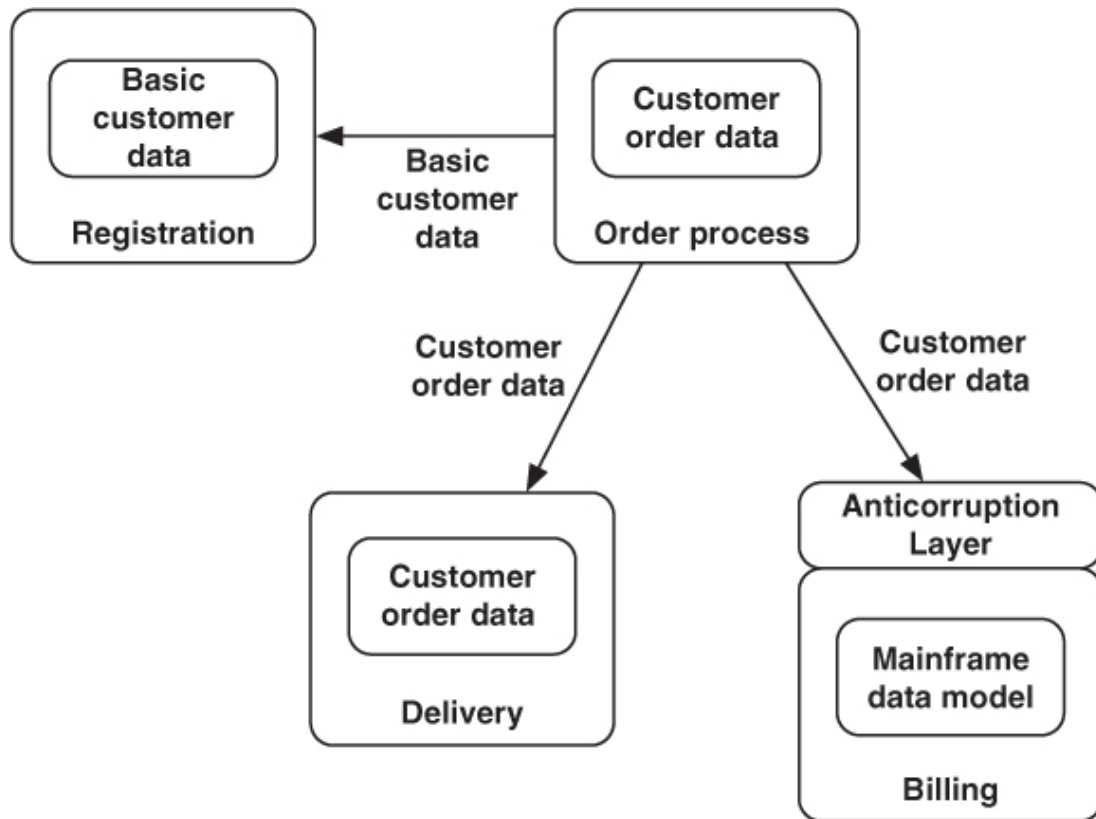 Basic
customer
data
Registration
Basic
customer
data
Customer
order data
Order process
Customer
order data
Customer
order data
Customer
order data
Delivery
Anticorruption
Layer
Mainframe
data model
Billing